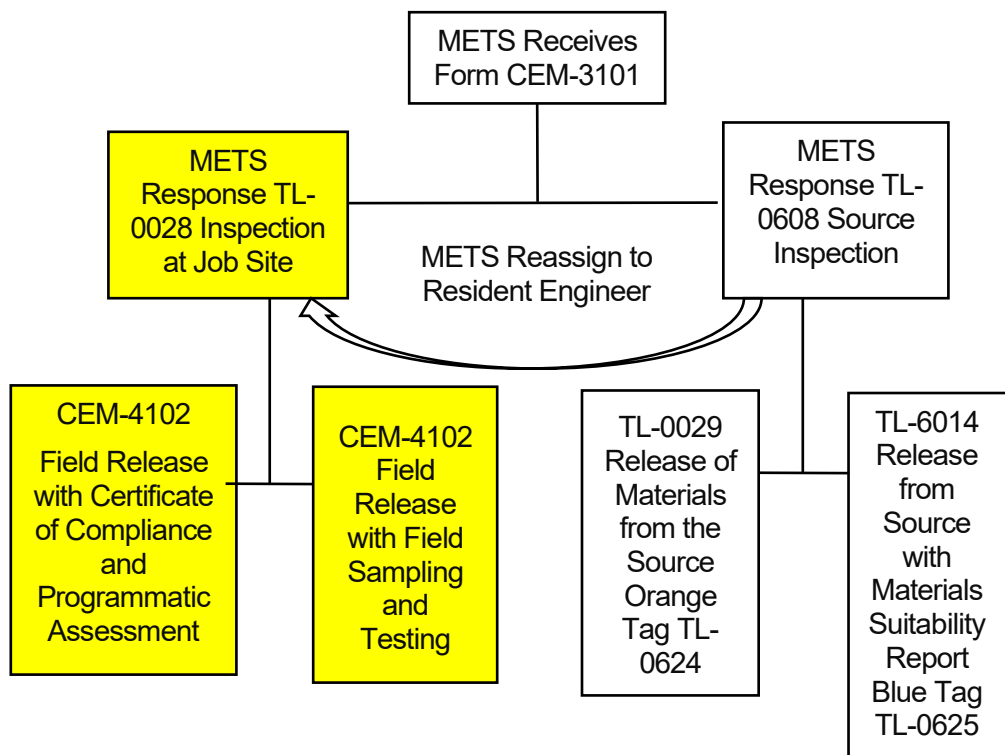 METS Receives
Form CEM-3101
METS
Response TL-
0028 Inspection
at Job Site
METS
Response TL-
0608 Source
Inspection
METS Reassign to
Resident Engineer
CEM-4102
Field Release
with Certificate
of Compliance
and
Programmatic
Assessment
CEM-4102
Field
Release
with Field
Sampling
and
Testing
TL-0029
Release of
Materials
from the
Source
Orange
Tag TL-
0624
TL-6014
Release
from
Source
with
Materials
Suitability
Report
Blue Tag
TL-0625